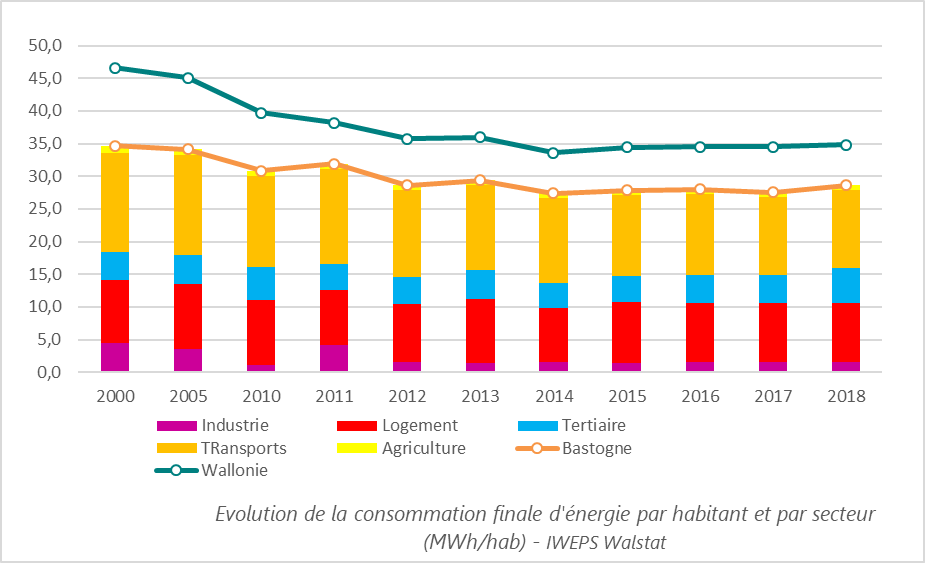 50,0
45,0
40,0
35,0
30,0
25,0
20,0
15,0
10,0
5,0
0,0
2000 2005 2010 2011 2012 2013 2014 2015 2016 2017 2018
Industrie Logement Tertiaire
TRansports Agriculture Bastogne
Wallonie
Evolution de la consommation finale d'énergie par habitant et par secteur
(MWh/hab) - IWEPS Walstat